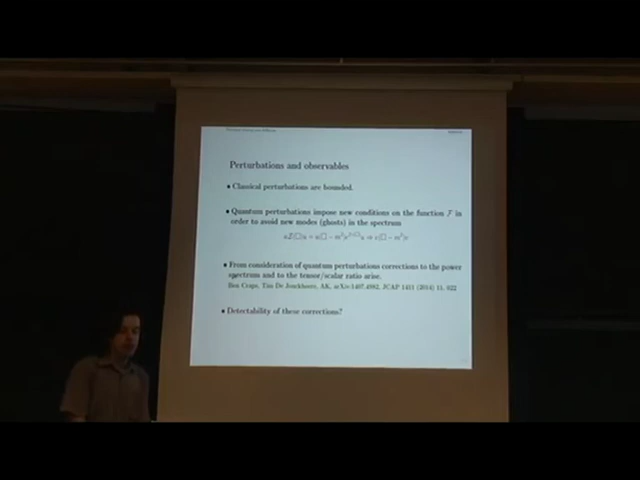 Perturbations and observables
• Classical perturbations are bounded.
• Quantum perturbations impose new conditions on the function F in
order to avoid new modes (ghosts) in the spectrum
• From consideration of quantum perturbations corrections to the power
spectrum and to the tensor/scalar ratio arise.
Ben Craps, Tim De Jonckheere, AK, arXiv:1407.4982, JCAP 1411 (2014) 11, 022
• Detectability of these corrections?